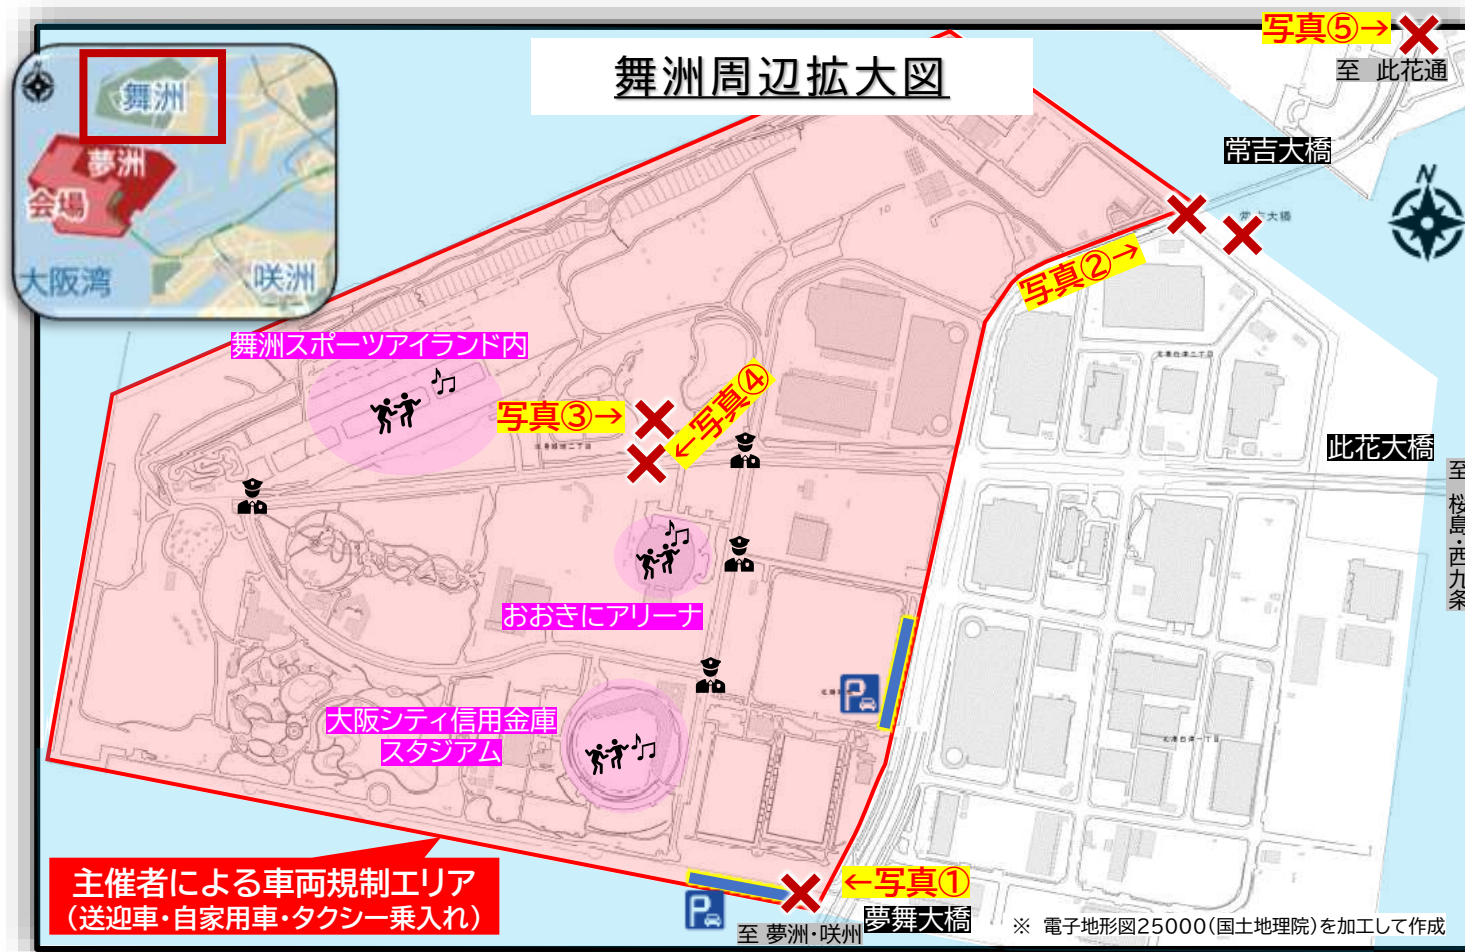 舞洲周辺拡大図
写真⑤→
至 此花通
常吉大橋
N
常吉大橋
舞洲
夢洲
会場
大阪湾
咲洲
写真②→
舞洲スポーツアイランド内
写真③→
←写真④
此花大橋
至 桜島・西九条
おおきにアリーナ
大阪シティ信用金庫
スタジアム
P
P
主催者による車両規制エリア
（送迎車・自家用車・タクシー乗入れ）
←写真①
夢舞大橋
至 夢洲・咲州
※ 電子地形図25000（国土地理院）を加工して作成